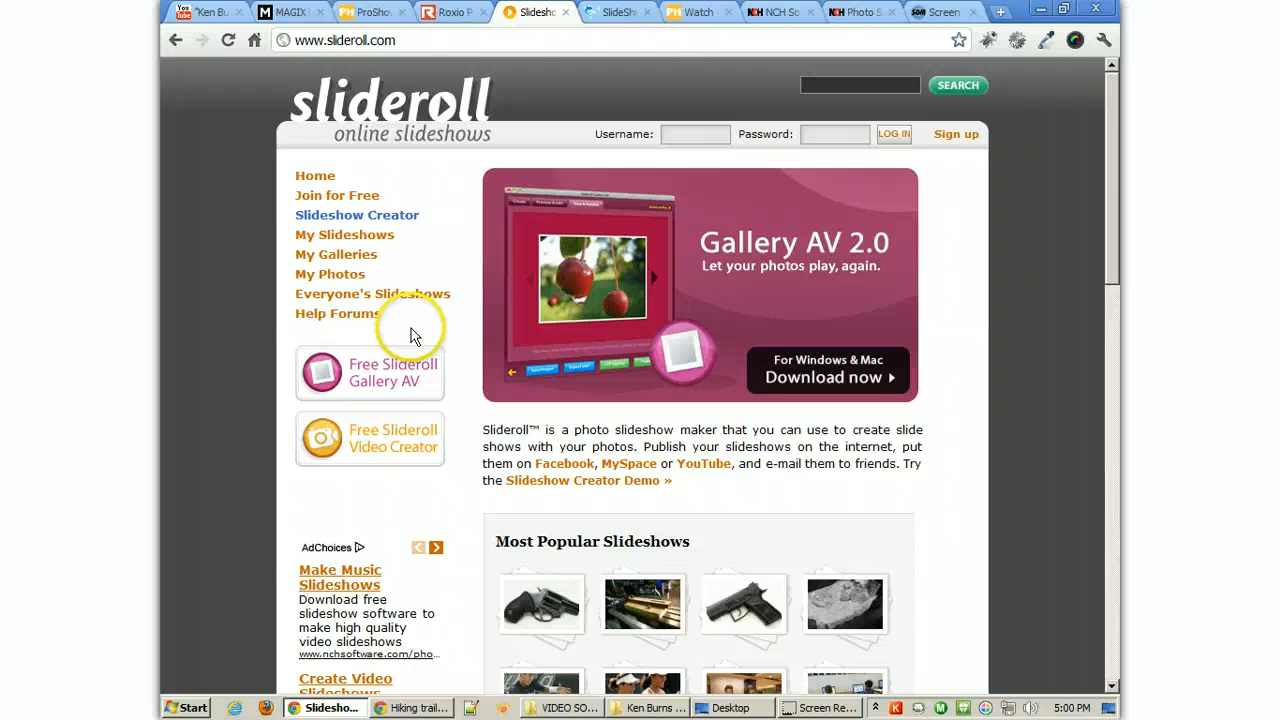 "Ken Bu
MAGIX
ProShow
Roxio P
Slidesho
SlideSh
Watch -
NCH So
Photo S
Screen
www.slideroll.com
slideroll
online slideshows
SEARCH
Username:
Password:
LOG IN
Sign up
Home
Join for Free
Slideshow Creator
My Slideshows
My Galleries
My Photos
Everyone's Slideshows
Help Forums
Free Slideroll
Gallery AV
Free Slideroll
Video Creator
Gallery AV 2.0
Let your photos play, again.
For Windows & Mac
Download now
Slideroll™ is a photo slideshow maker that you can use to create slide
shows with your photos. Publish your slideshows on the internet, put
them on Facebook, MySpace or YouTube, and e-mail them to friends. Try
the Slideshow Creator Demo »
Most Popular Slideshows
AdChoices
Make Music
Slideshows
Download free
slideshow software to
make high quality
video slideshows
www.nchsoftware.com/pho...
Create Video
Slideshows
Start
Slidesho...
Hiking trail...
VIDEO SO...
Ken Burns ...
Desktop
Screen Re...
5:00 PM